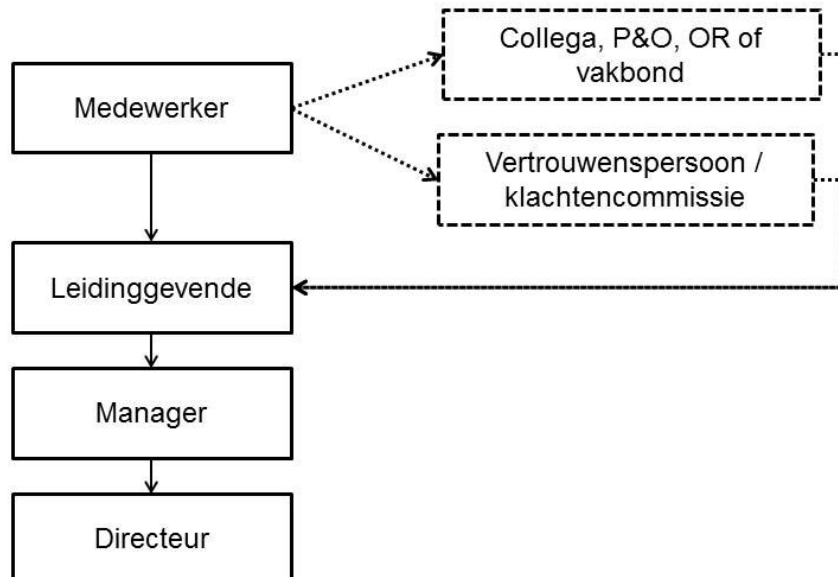 Collega, P&O, OR of
vakbond
Medewerker
Vertrouwenspersoon /
klachtencommissie
Leidinggevende
Manager
Directeur